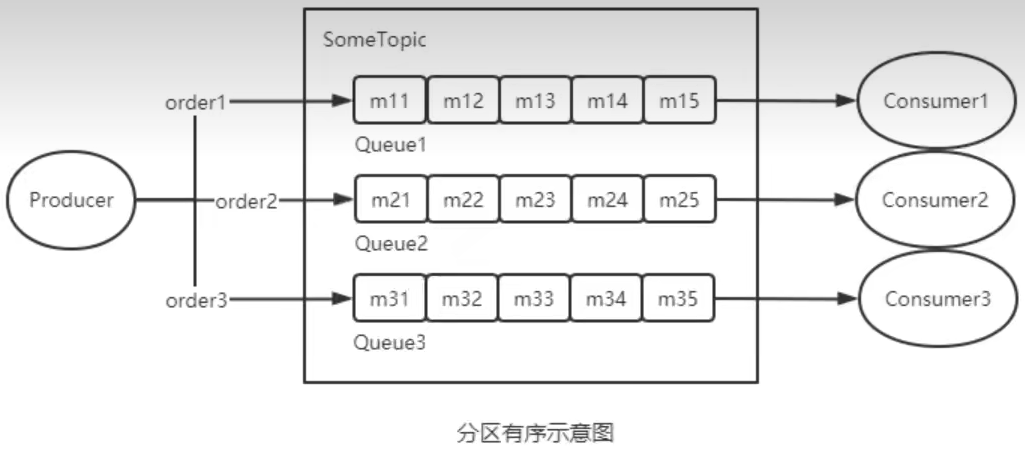 SomeTopic
order1 m11 m12 m13 m14 m15 Consumer1
Queue1
Producer order2 m21 m22 m23 m24 m25 Consumer2
Queue2
order3 m31 m32 m33 m34 m35 Consumer3
Queue3
分区有序示意图